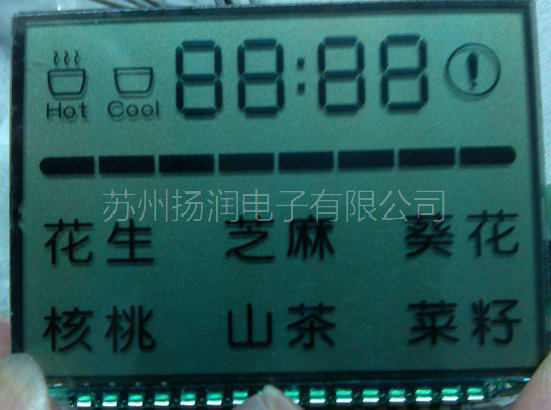 88:88
Hot Cool
苏州扬润电子有限公司
花生 芝麻 葵花
核桃 山茶 菜籽